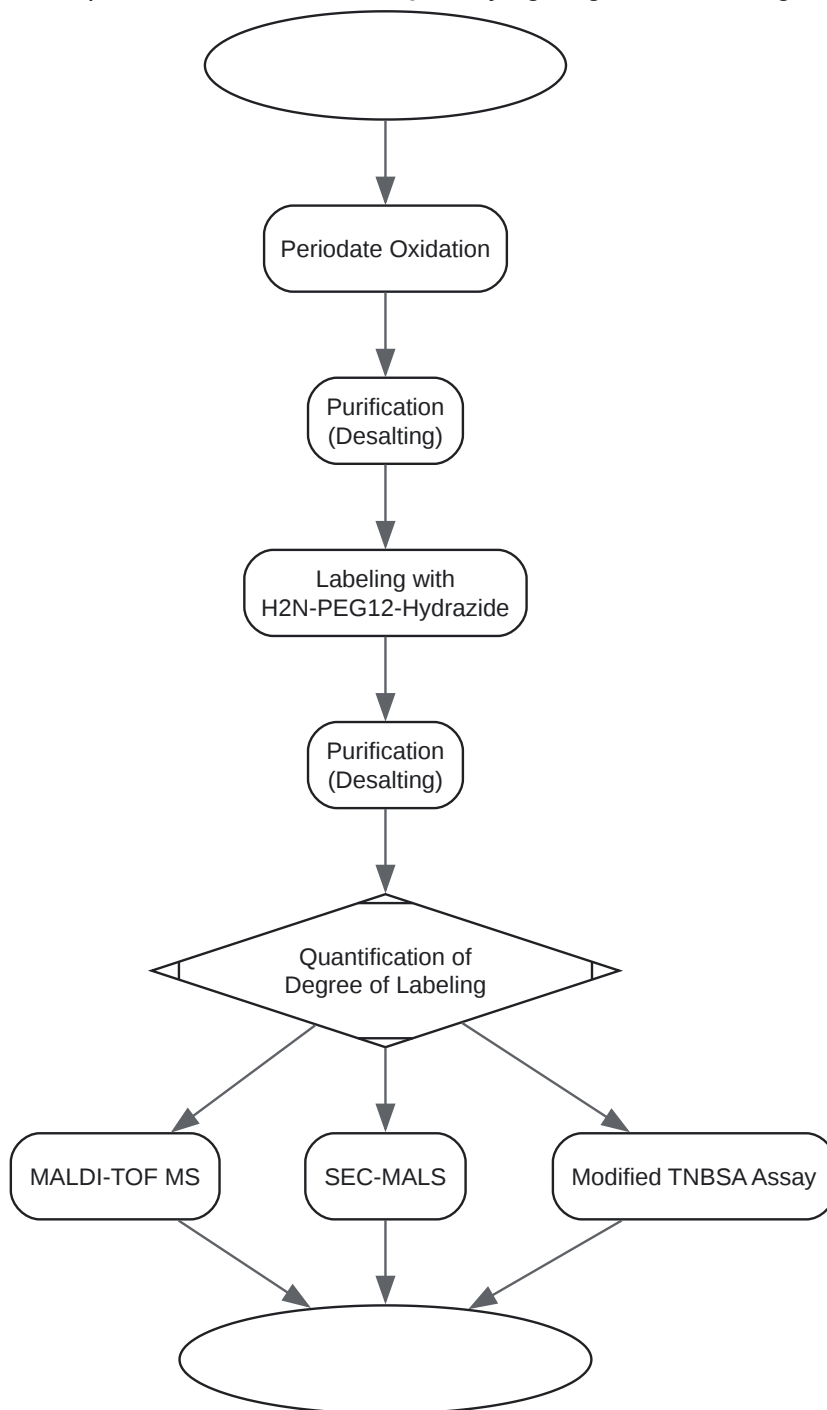 Periodate Oxidation
Purification
(Desalting)
Labeling with
H2N-PEG12-Hydrazide
Purification
(Desalting)
Quantification of
Degree of Labeling
MALDI-TOF MS
SEC-MALS
Modified TNBSA Assay